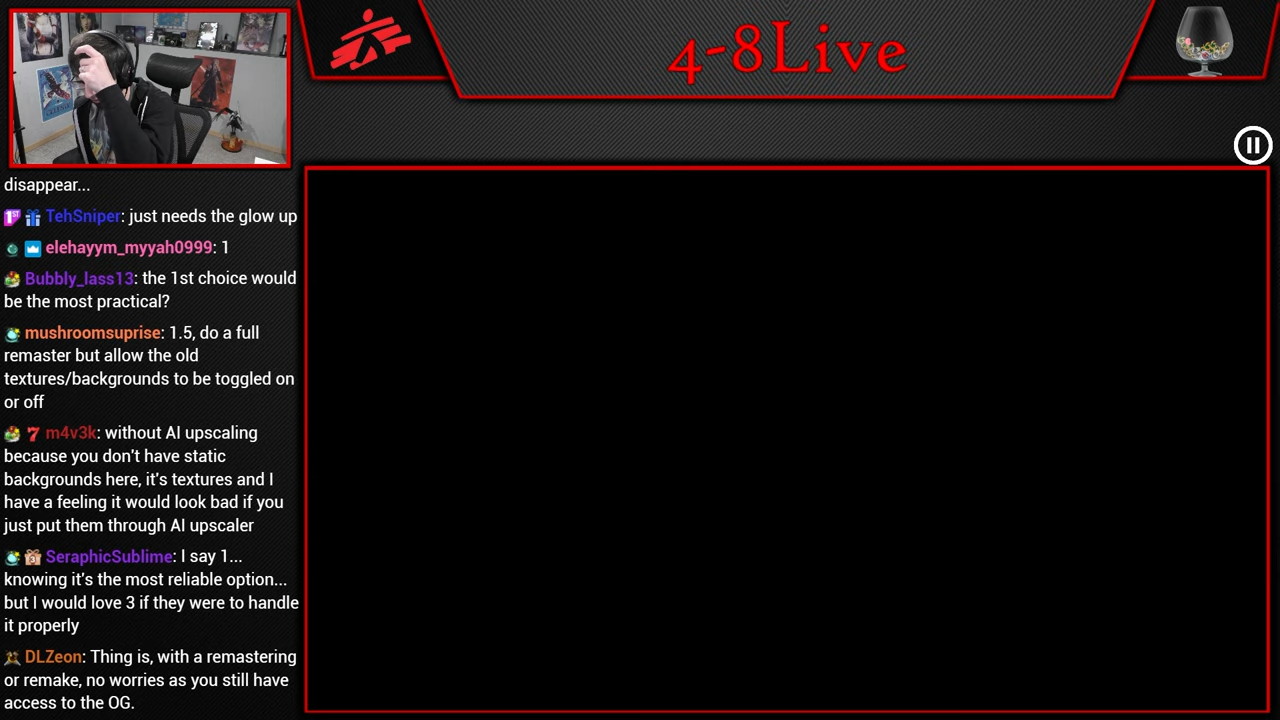 4-8Live
disappear...
TehSniper: just needs the glow up
elehayym_myyah0999: 1
Bubbly_lass13: the 1st choice would
be the most practical?
mushroomsuprise: 1.5, do a full
remaster but allow the old
textures/backgrounds to be toggled on
or off
m4v3k: without AI upscaling
because you don't have static
backgrounds here, it's textures and I
have a feeling it would look bad if you
just put them through AI upscaler
SeraphicSublime: I say 1...
knowing it's the most reliable option...
but I would love 3 if they were to handle
it properly
DLZeon: Thing is, with a remastering
or remake, no worries as you still have
access to the OG.